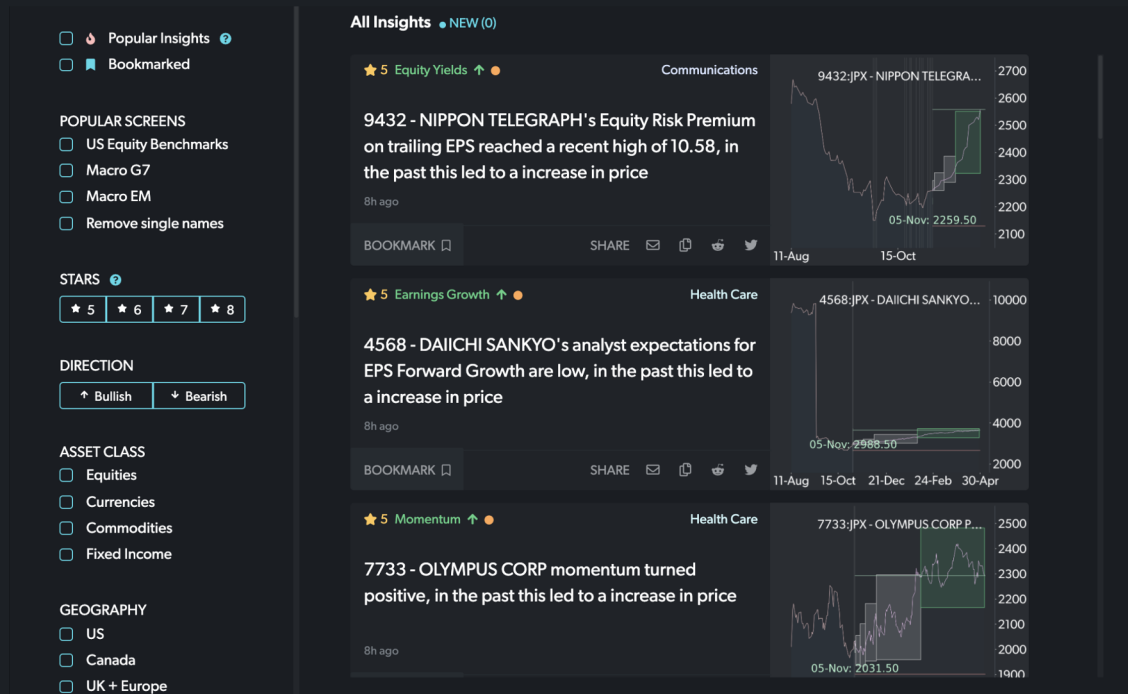 Popular Insights ?
Bookmarked
POPULAR SCREENS
US Equity Benchmarks
Macro G7
Macro EM
Remove single names
STARS ?
5 6 7 8
DIRECTION
Bullish Bearish
ASSET CLASS
Equities
Currencies
Commodities
Fixed Income
GEOGRAPHY
US
Canada
UK + Europe
All Insights NEW (0)
5 Equity Yields Communications
9432 - NIPPON TELEGRAPH's Equity Risk Premium
on trailing EPS reached a recent high of 10.58, in
the past this led to a increase in price
8h ago
BOOKMARK SHARE
9432:JPX - NIPPON TELEGRA...
2700
2600
2500
2400
2300
2200
2100
05-Nov: 2259.50
11-Aug 15-Oct
5 Earnings Growth Health Care
4568 - DAIICHI SANKYO's analyst expectations for
EPS Forward Growth are low, in the past this led to
a increase in price
8h ago
BOOKMARK SHARE
4568:JPX - DAIICHI SANKYO...
10000
8000
6000
4000
2000
05-Nov: 2988.50
11-Aug 15-Oct 21-Dec 24-Feb 30-Apr
5 Momentum Health Care
7733 - OLYMPUS CORP momentum turned
positive, in the past this led to a increase in price
8h ago
7733:JPX - OLYMPUS CORP P...
2500
2400
2300
2200
2100
2000
1900
05-Nov: 2031.50